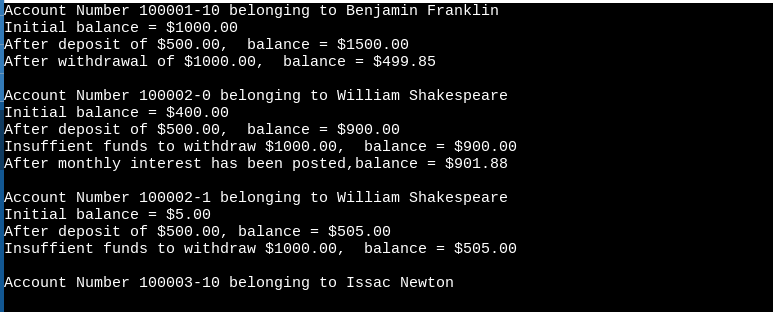 Account Number 100001-10 belonging to Benjamin Franklin
Initial balance = $1000.00
After deposit of $500.00,  balance = $1500.00
After withdrawal of $1000.00,  balance = $499.85

Account Number 100002-0 belonging to William Shakespeare
Initial balance = $400.00
After deposit of $500.00,  balance = $900.00
Insuffient funds to withdraw $1000.00,  balance = $900.00
After monthly interest has been posted,balance = $901.88

Account Number 100002-1 belonging to William Shakespeare
Initial balance = $5.00
After deposit of $500.00, balance = $505.00
Insuffient funds to withdraw $1000.00,  balance = $505.00

Account Number 100003-10 belonging to Issac Newton